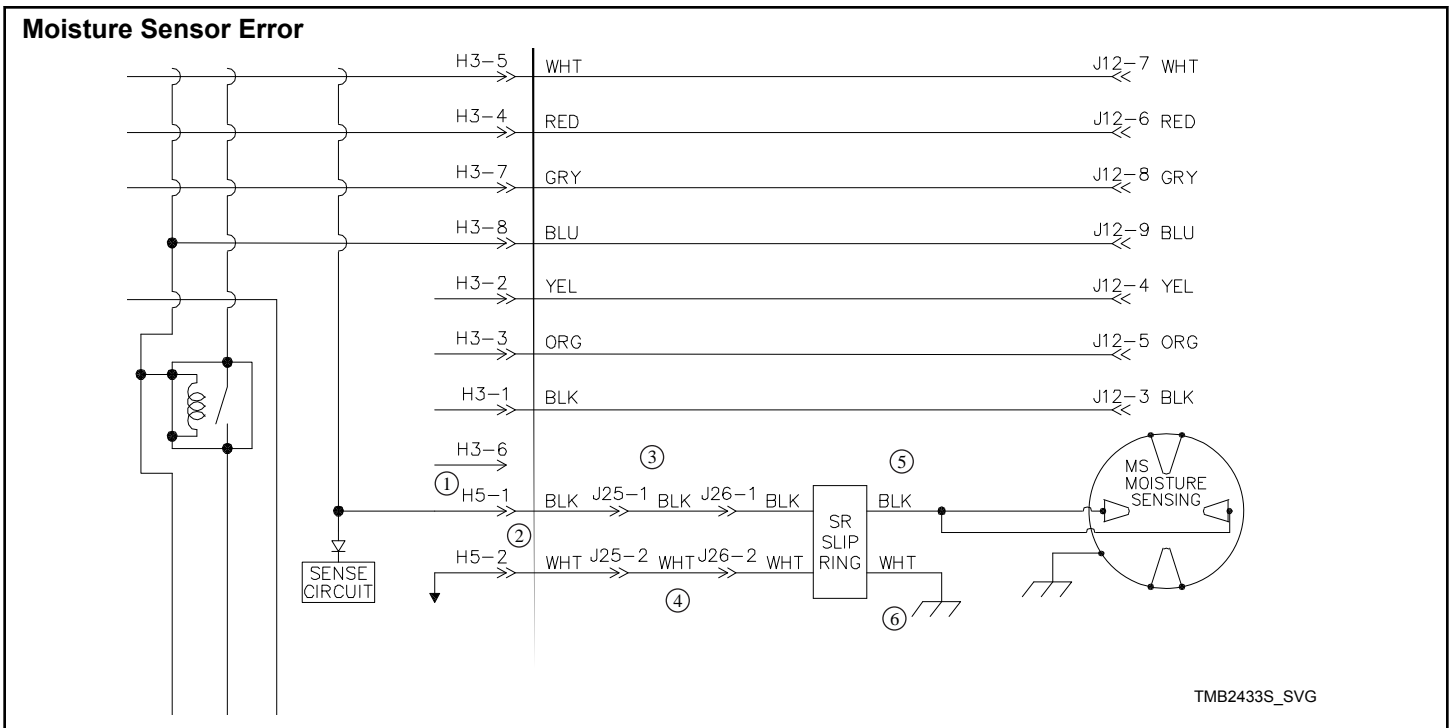 Moisture Sensor Error
H3-5 WHT J12-7 WHT
H3-4 RED J12-6 RED
H3-7 GRY J12-8 GRY
H3-8 BLU J12-9 BLU
H3-2 YEL J12-4 YEL
H3-3 ORG J12-5 ORG
H3-1 BLK J12-3 BLK
H3-6
3
5
MS
MOISTURE
SENSING
1
H5-1 BLK J25-1 BLK J26-1 BLK
BLK
SR
SLIP
RING
2
H5-2 WHT J25-2 WHT J26-2 WHT
WHT
SENSE
CIRCUIT
4
6
TMB2433S_SVG